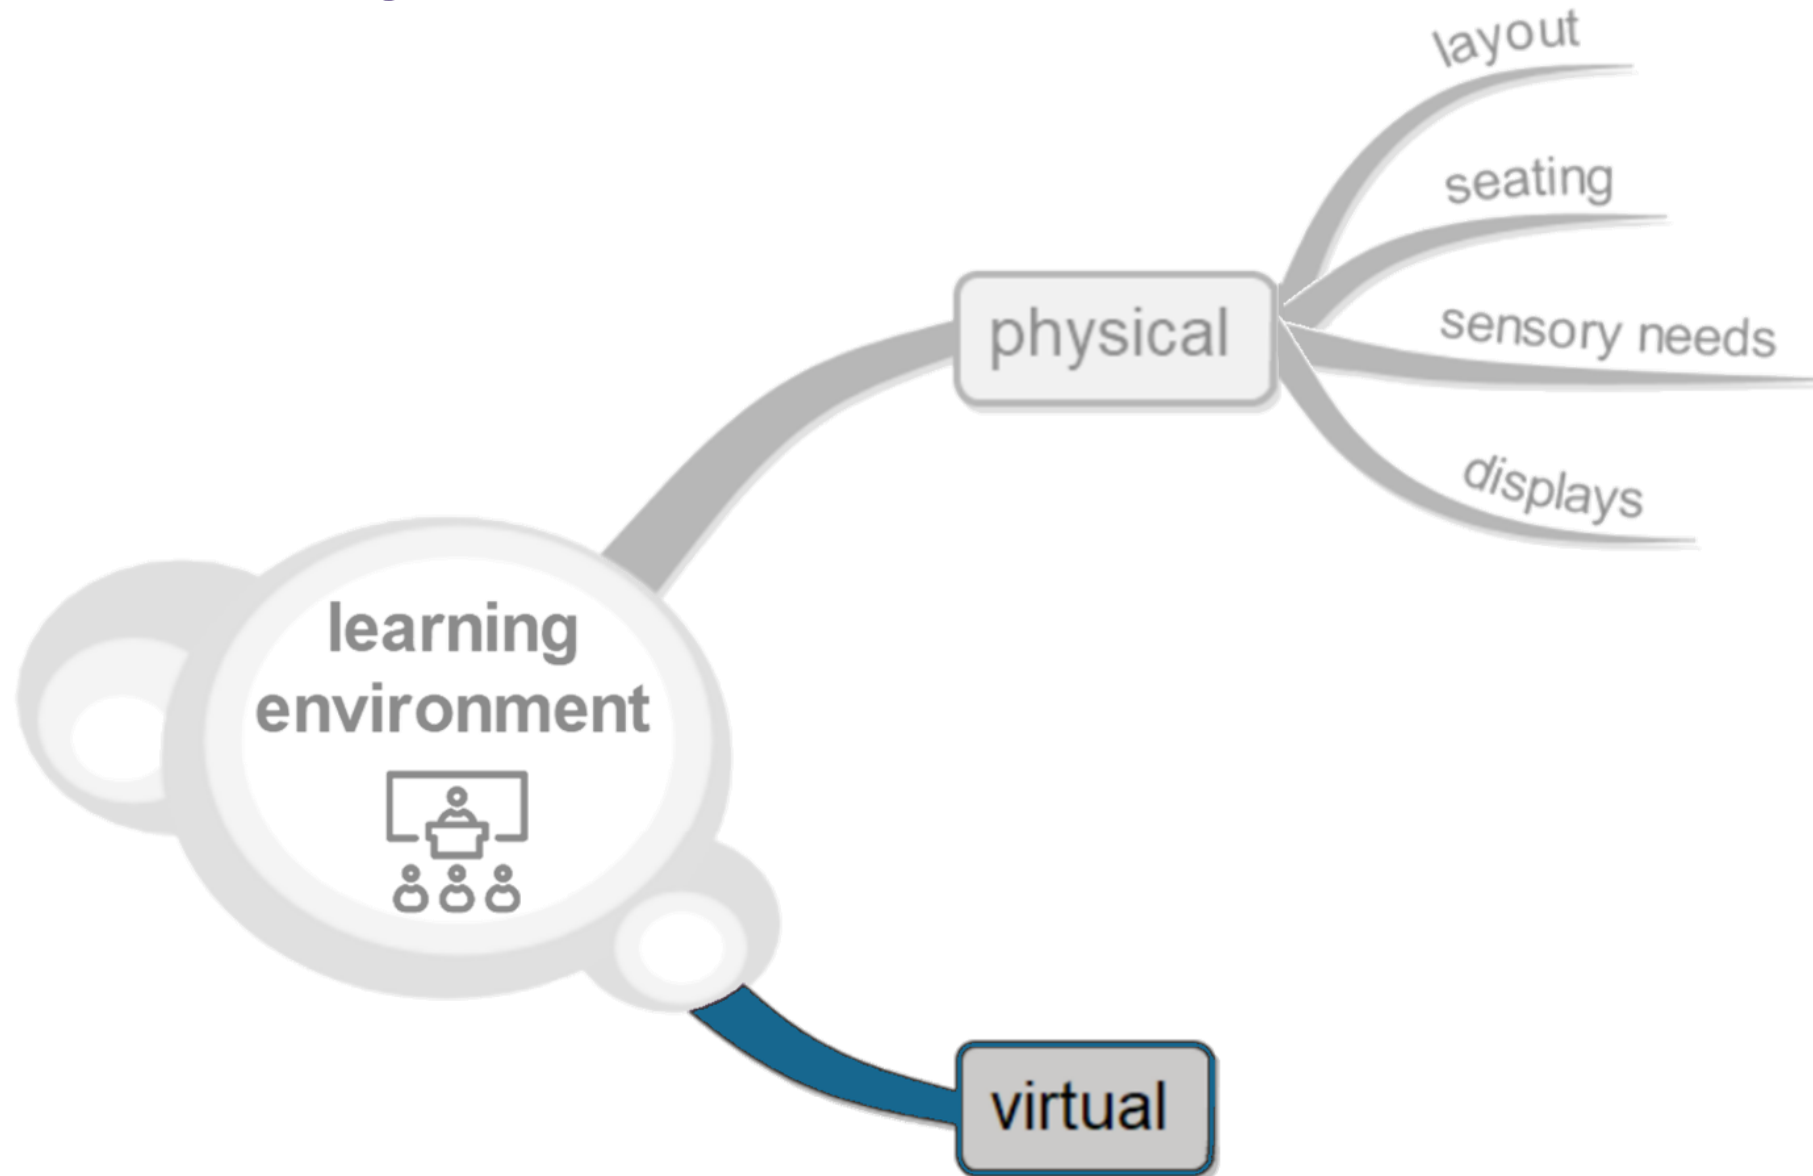 layout
seating
physical
sensory needs
displays
learning
environment
virtual